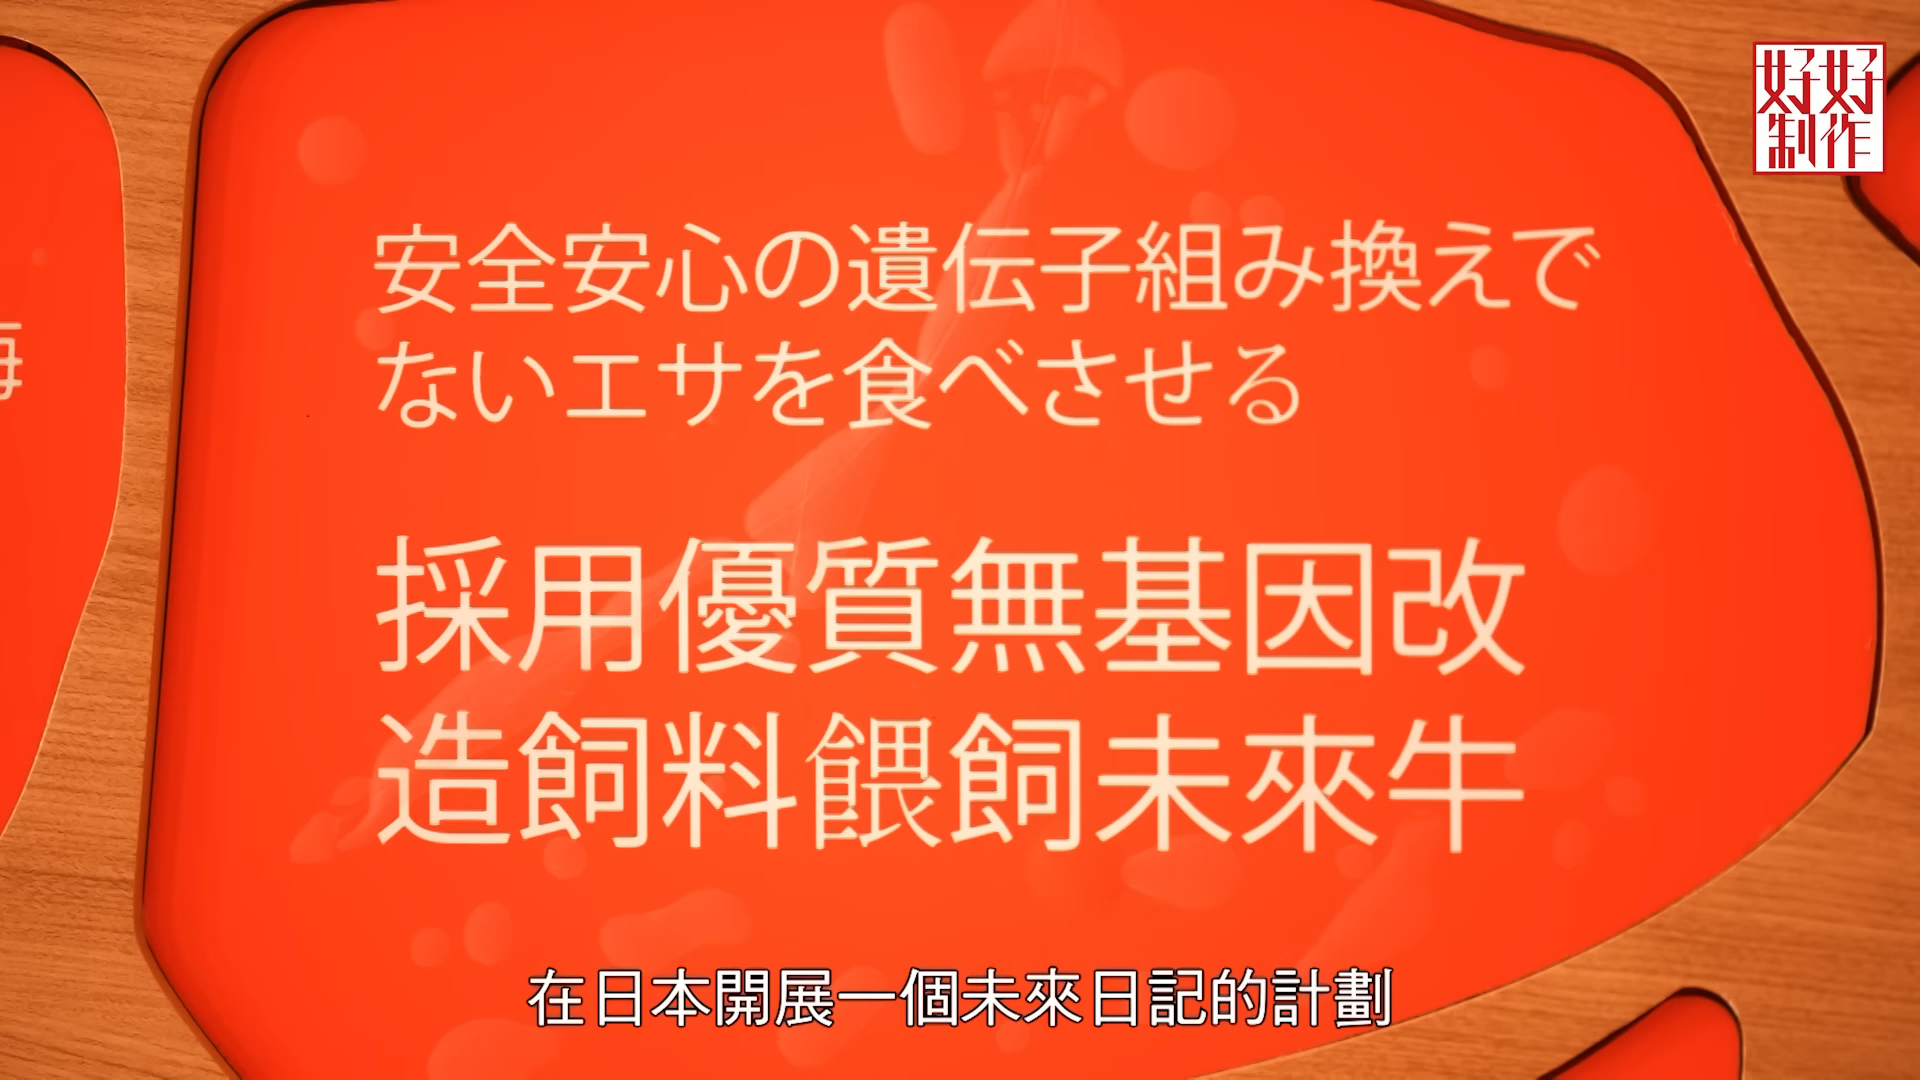 好好
制作
安全安心の遺伝子組み換えで
ないエサを食べさせる
採用優質無基因改
造飼料餵飼未來牛
在日本開展一個未來日記的計劃